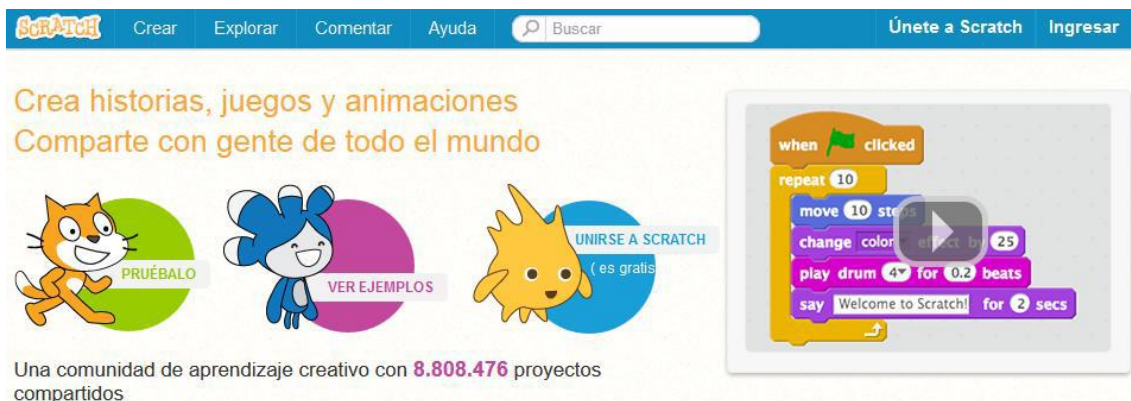 SCRATCH Crear Explorar Comentar Ayuda Buscar Únete a Scratch Ingresar
Crea historias, juegos y animaciones
Comparte con gente de todo el mundo
PRUÉBALO
VER EJEMPLOS
UNIRSE A SCRATCH
( es gratis
Una comunidad de aprendizaje creativo con 8.808.476 proyectos
compartidos
when clicked
repeat 10
move 10 steps
change color effect by 25
play drum 4 for 0.2 beats
say Welcome to Scratch! for 2 secs